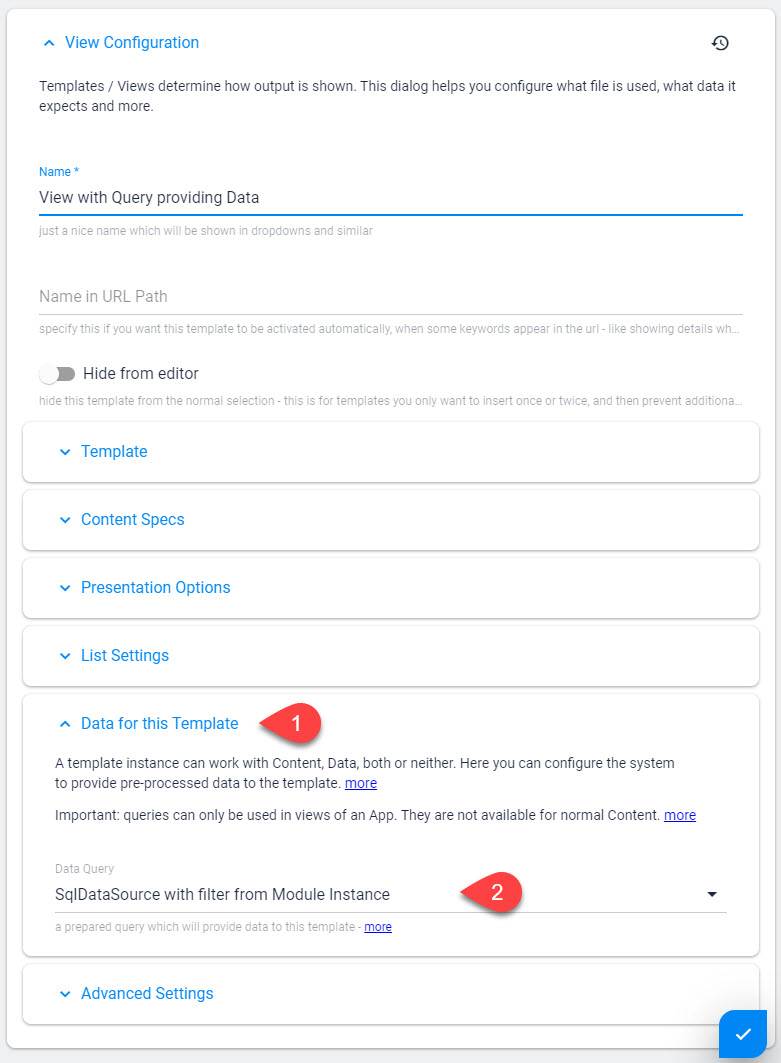 View Configuration
Templates / Views determine how output is shown. This dialog helps you configure what file is used, what data it
expects and more.
Name *
View with Query providing Data
just a nice name which will be shown in dropdowns and similar
Name in URL Path
specify this if you want this template to be activated automatically, when some keywords appear in the url - like showing details wh...
Hide from editor
hide this template from the normal selection - this is for templates you only want to insert once or twice, and then prevent additiona...
Template
Content Specs
Presentation Options
List Settings
Data for this Template
1
A template instance can work with Content, Data, both or neither. Here you can configure the system
to provide pre-processed data to the template. more
Important: queries can only be used in views of an App. They are not available for normal Content. more
Data Query
SqlDataSource with filter from Module Instance
2
a prepared query which will provide data to this template - more
Advanced Settings